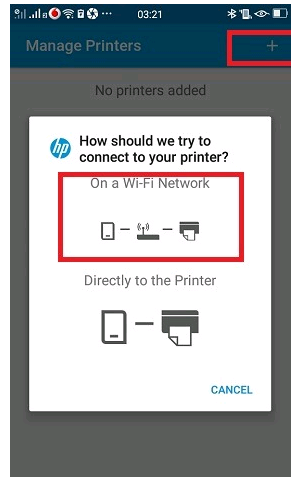 03:21
Manage Printers +
No printers added
hp
How should we try to
connect to your printer?
On a Wi-Fi Network
Directly to the Printer
CANCEL